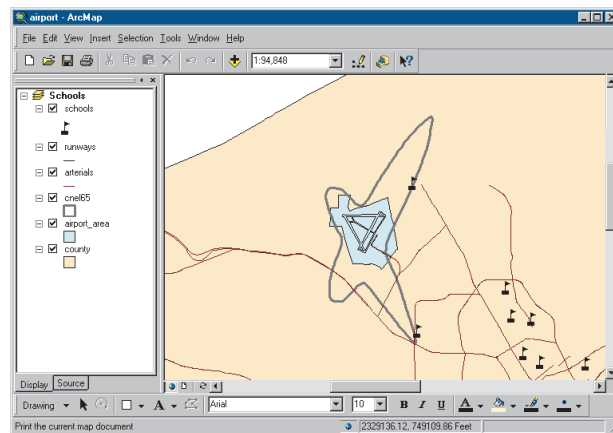 airport - ArcMap
File Edit View Insert Selection Tools Window Help
1:94,848
Schools
schools
runways
arterials
cnel65
airport_area
county
Display Source
Drawing A Arial 10 B I U A
Print the current map document 2329136.12, 749109.86 Feet